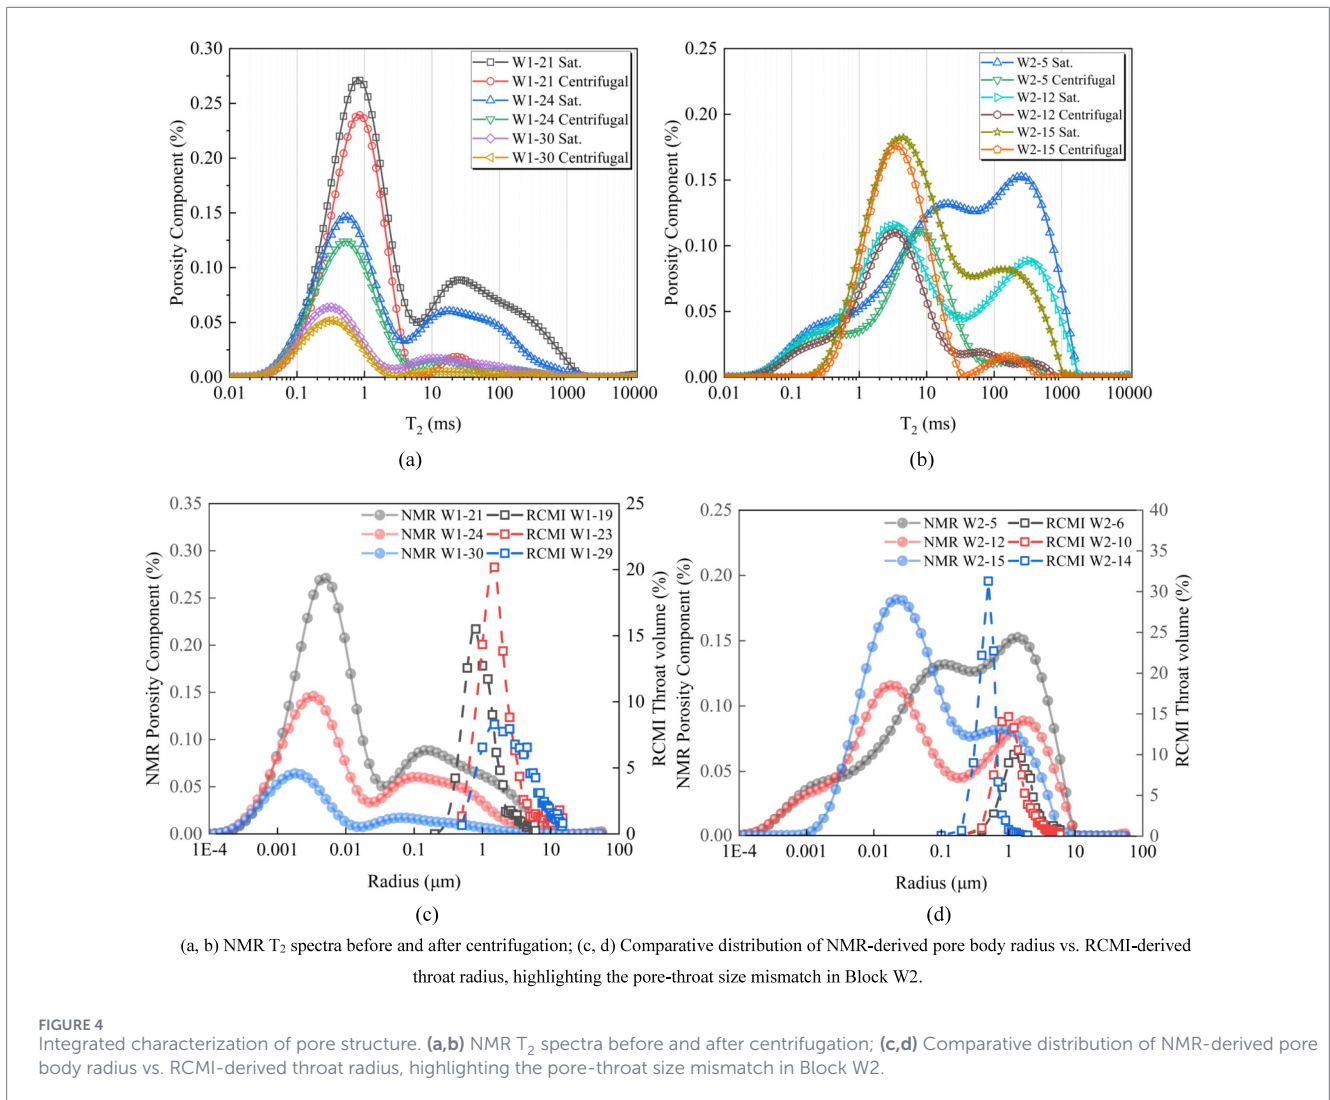 0.30
0.25
0.20
0.15
0.10
0.05
0.00
Porosity Component (%)
W1-21 Sat.
W1-21 Centrifugal
W1-24 Sat.
W1-24 Centrifugal
W1-30 Sat.
W1-30 Centrifugal
0.01 0.1 1 10 100 1000 10000
T2 (ms)
(a)
0.25
0.20
0.15
0.10
0.05
0.00
Porosity Component (%)
W2-5 Sat.
W2-5 Centrifugal
W2-12 Sat.
W2-12 Centrifugal
W2-15 Sat.
W2-15 Centrifugal
0.01 0.1 1 10 100 1000 10000
T2 (ms)
(b)
0.35
0.30
0.25
0.20
0.15
0.10
0.05
0.00
NMR Porosity Component (%)
NMR W1-21 RCMI W1-19
NMR W1-24 RCMI W1-23
NMR W1-30 RCMI W1-29
25
20
15
10
5
0
RCMI Throat volume (%)
1E-4 0.001 0.01 0.1 1 10 100
Radius (μm)
(c)
0.25
0.20
0.15
0.10
0.05
0.00
NMR Porosity Component (%)
NMR W2-5 RCMI W2-6
NMR W2-12 RCMI W2-10
NMR W2-15 RCMI W2-14
40
35
30
25
20
15
10
5
0
RCMI Throat volume (%)
1E-4 0.001 0.01 0.1 1 10 100
Radius (μm)
(d)
(a, b) NMR T2 spectra before and after centrifugation; (c, d) Comparative distribution of NMR-derived pore body radius vs. RCMI-derived
throat radius, highlighting the pore-throat size mismatch in Block W2.
FIGURE 4
Integrated characterization of pore structure. (a,b) NMR T2 spectra before and after centrifugation; (c,d) Comparative distribution of NMR-derived pore
body radius vs. RCMI-derived throat radius, highlighting the pore-throat size mismatch in Block W2.